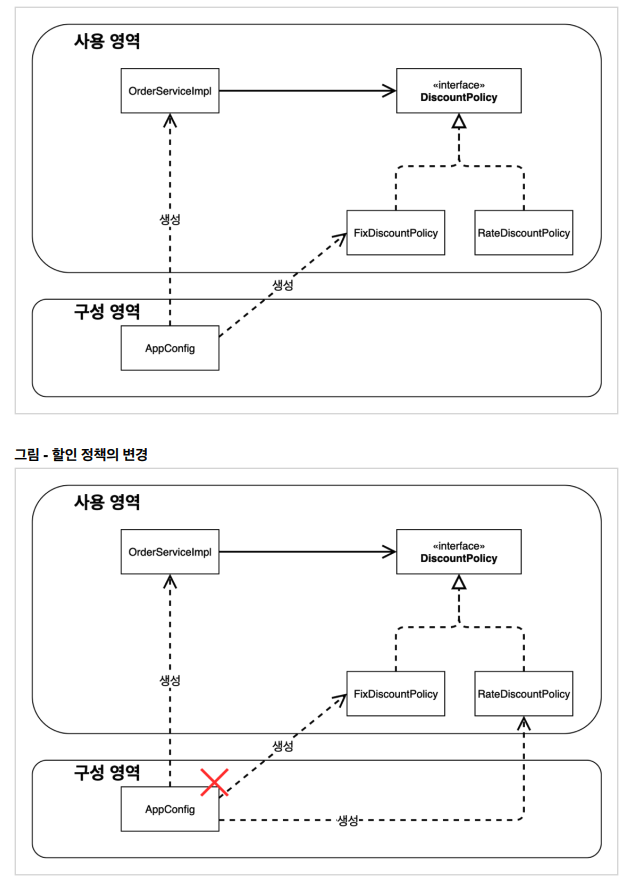 사용 영역
OrderServiceImpl
«interface»
DiscountPolicy
생성
FixDiscountPolicy
RateDiscountPolicy
생성
구성 영역
AppConfig
그림 - 할인 정책의 변경
사용 영역
OrderServiceImpl
«interface»
DiscountPolicy
생성
FixDiscountPolicy
RateDiscountPolicy
생성
구성 영역
AppConfig
생성